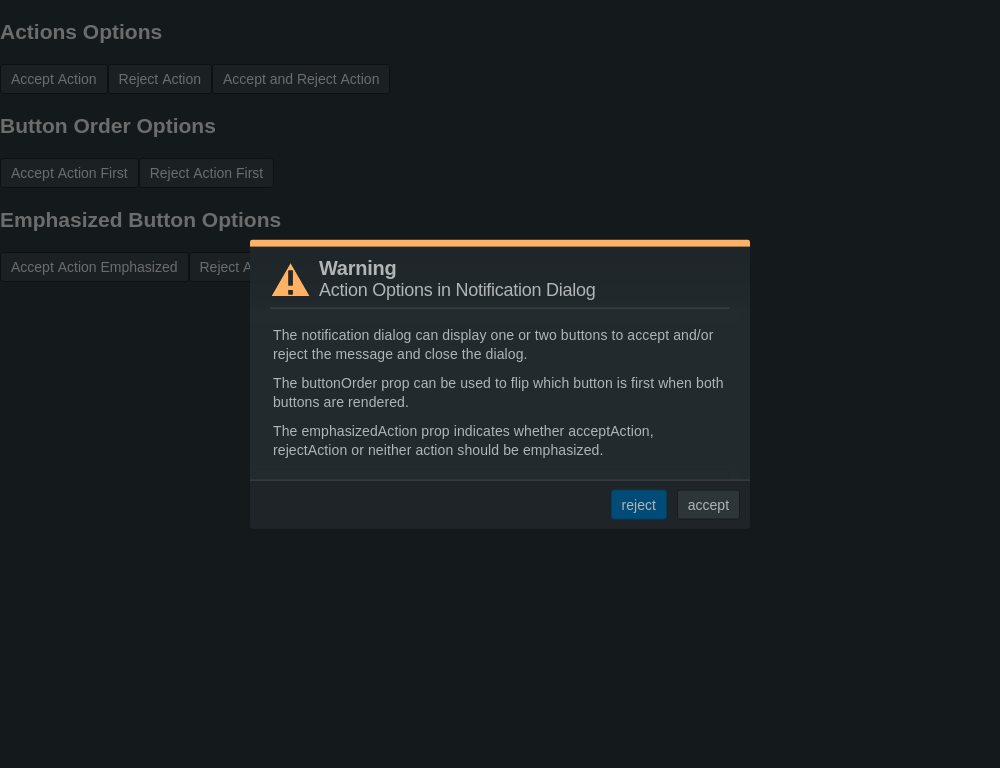 Actions Options
Accept Action Reject Action Accept and Reject Action
Button Order Options
Accept Action First Reject Action First
Emphasized Button Options
Accept Action Emphasized Reject A
Warning
Action Options in Notification Dialog
The notification dialog can display one or two buttons to accept and/or
reject the message and close the dialog.
The buttonOrder prop can be used to flip which button is first when both
buttons are rendered.
The emphasizedAction prop indicates whether acceptAction,
rejectAction or neither action should be emphasized.
reject accept